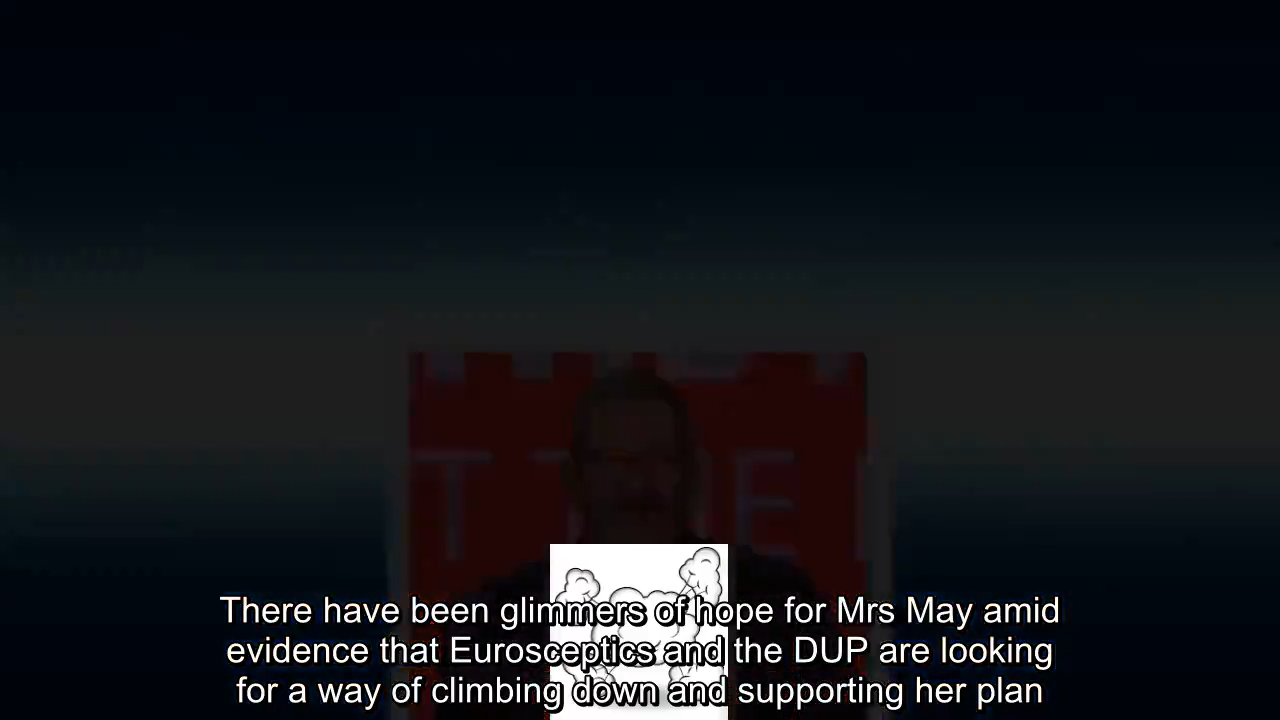 There have been glimmers of hope for Mrs May amid
evidence that Eurosceptics and the DUP are looking
for a way of climbing down and supporting her plan